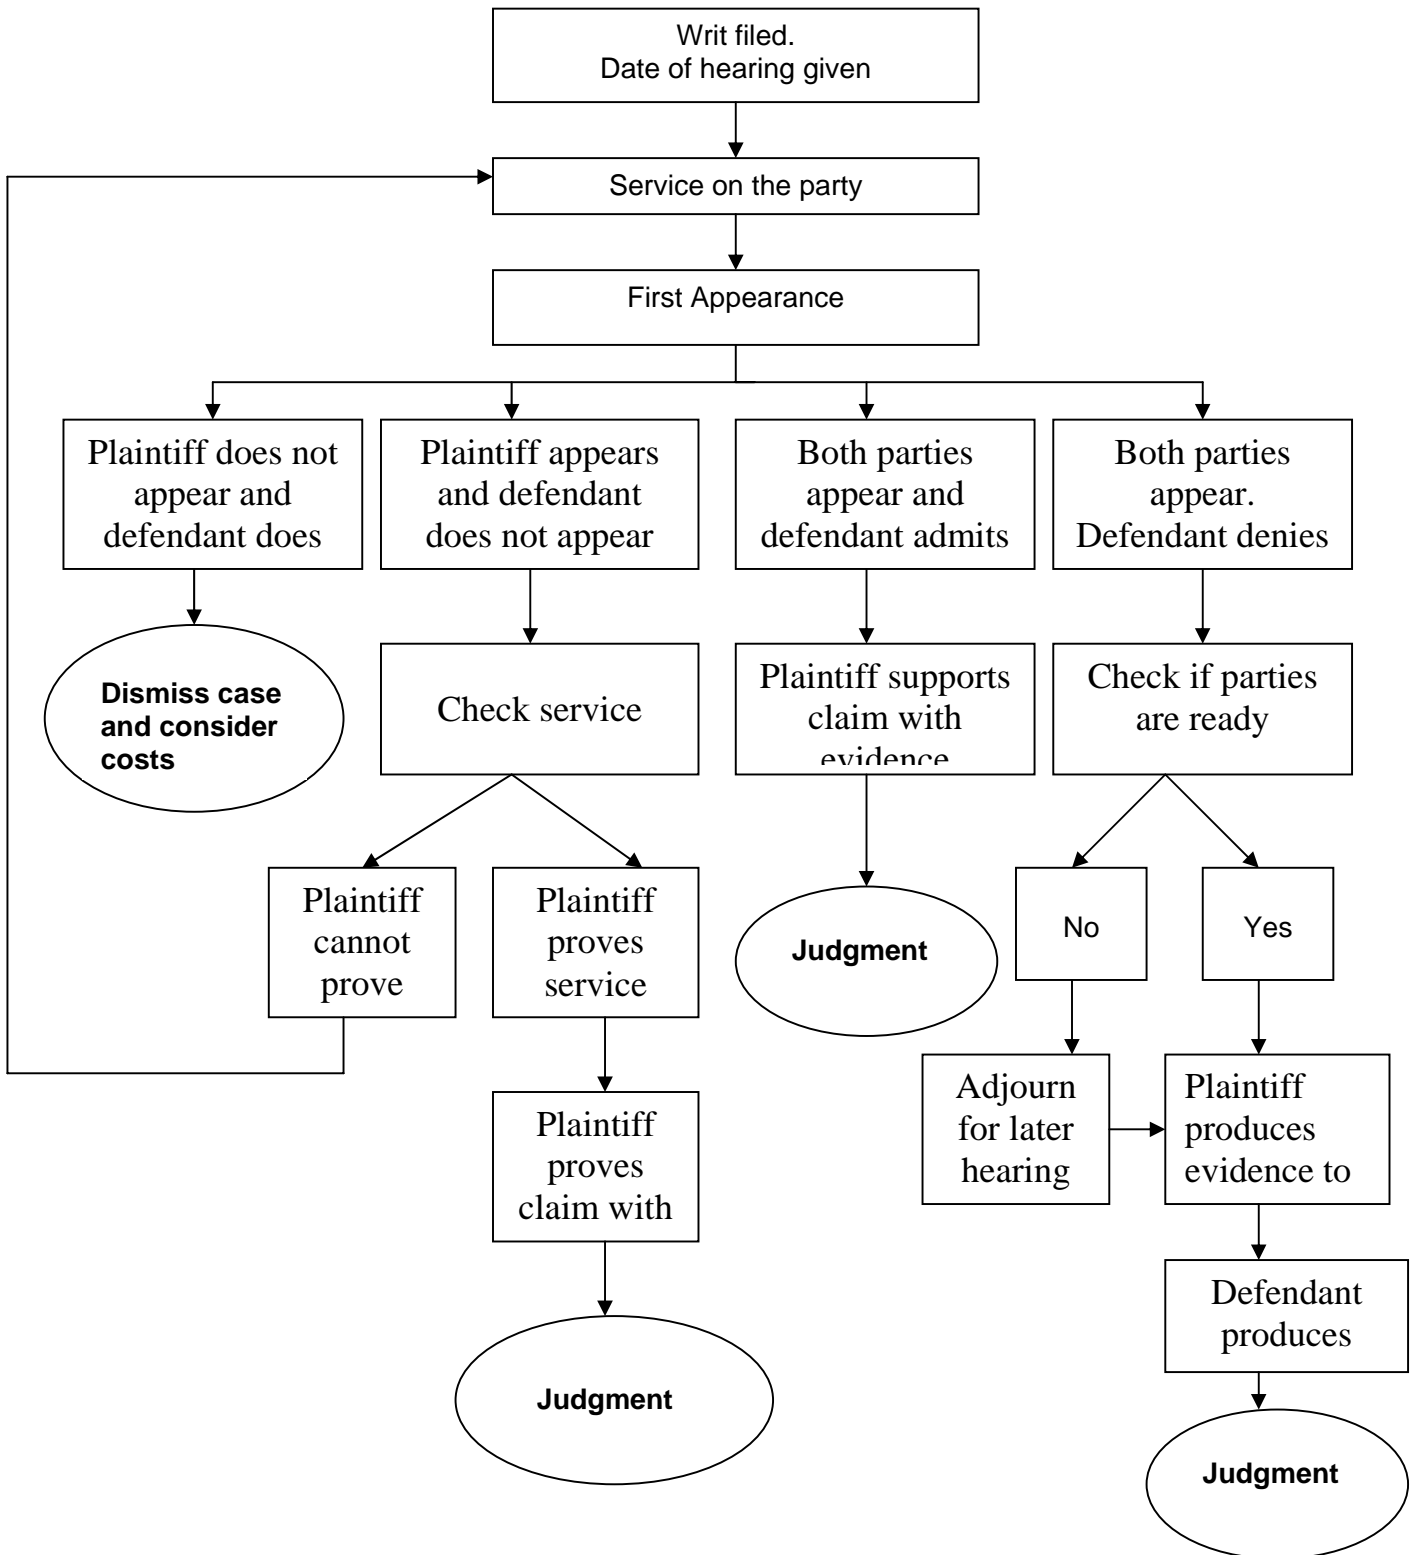 Writ filed.
Date of hearing given
Service on the party
First Appearance
Plaintiff does not
appear and
defendant does
Plaintiff appears
and defendant
does not appear
Both parties
appear and
defendant admits
Both parties
appear.
Defendant denies
Dismiss case
and consider
costs
Check service
Plaintiff supports
claim with
evidence
Check if parties
are ready
Plaintiff
cannot
prove
Plaintiff
proves
service
Judgment
No
Yes
Plaintiff
proves
claim with
Adjourn
for later
hearing
Plaintiff
produces
evidence to
Defendant
produces
Judgment
Judgment